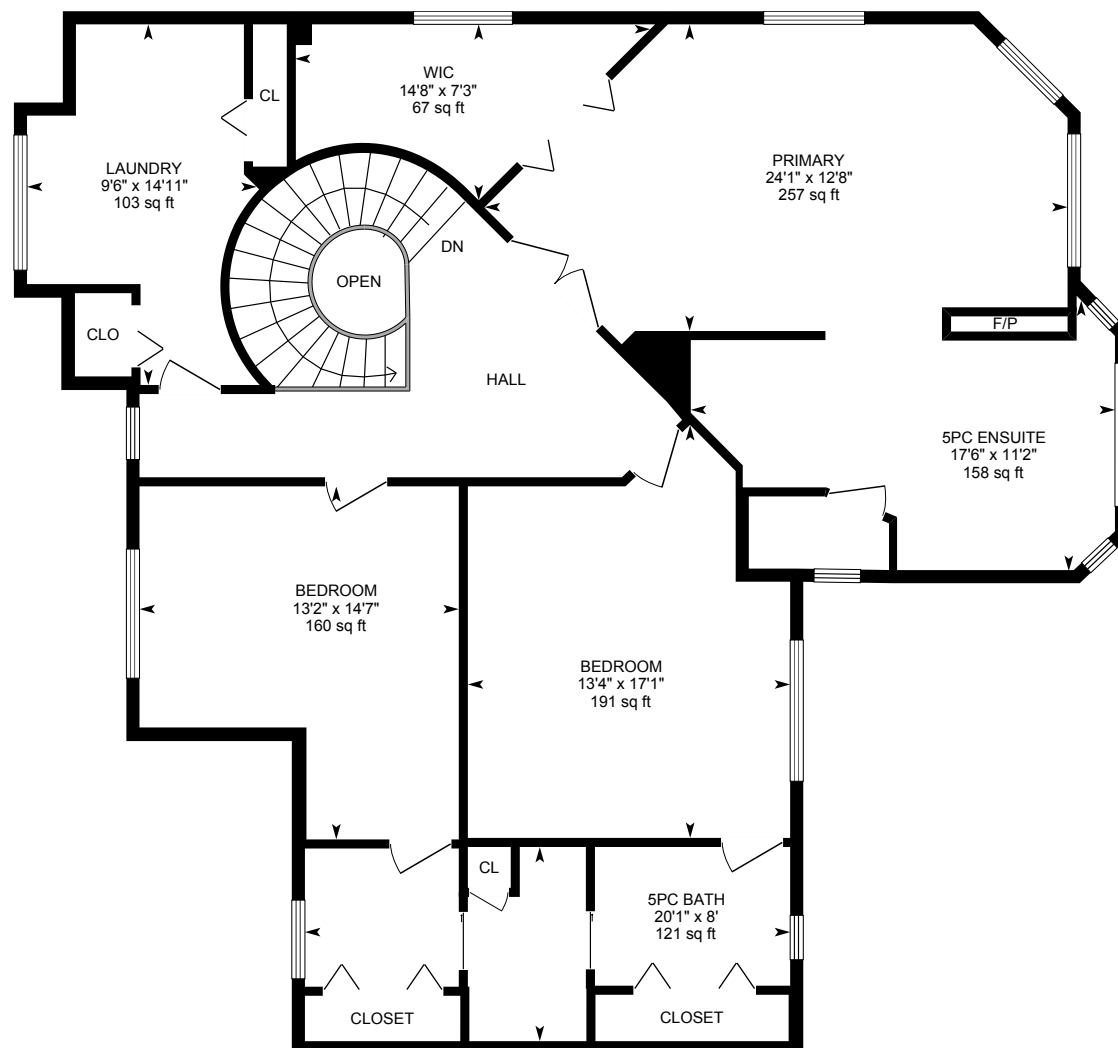 WIC
14'8" x 7'3"
67 sq ft
CL
LAUNDRY
9'6" x 14'11"
103 sq ft
PRIMARY
24'1" x 12'8"
257 sq ft
DN
OPEN
F/P
CLO
HALL
5PC ENSUITE
17'6" x 11'2"
158 sq ft
BEDROOM
13'2" x 14'7"
160 sq ft
BEDROOM
13'4" x 17'1"
191 sq ft
CL
5PC BATH
20'1" x 8'
121 sq ft
CLOSET
CLOSET